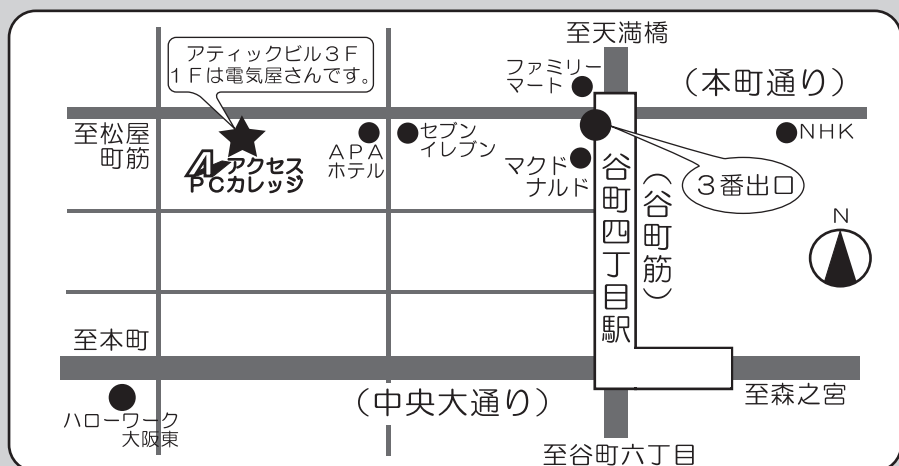 至天満橋
アティックビル３Ｆ
１Ｆは電気屋さんです。
ファミリー
マート
（本町通り）
至松屋
町筋
アクセス
ＰＣカレッジ
ＡＰＡ
ホテル
セブン
イレブン
マクド
ナルド
谷町四丁目駅
（谷町筋）
３番出口
ＮＨＫ
N
至本町
ハローワーク
大阪東
（中央大通り）
至森之宮
至谷町六丁目